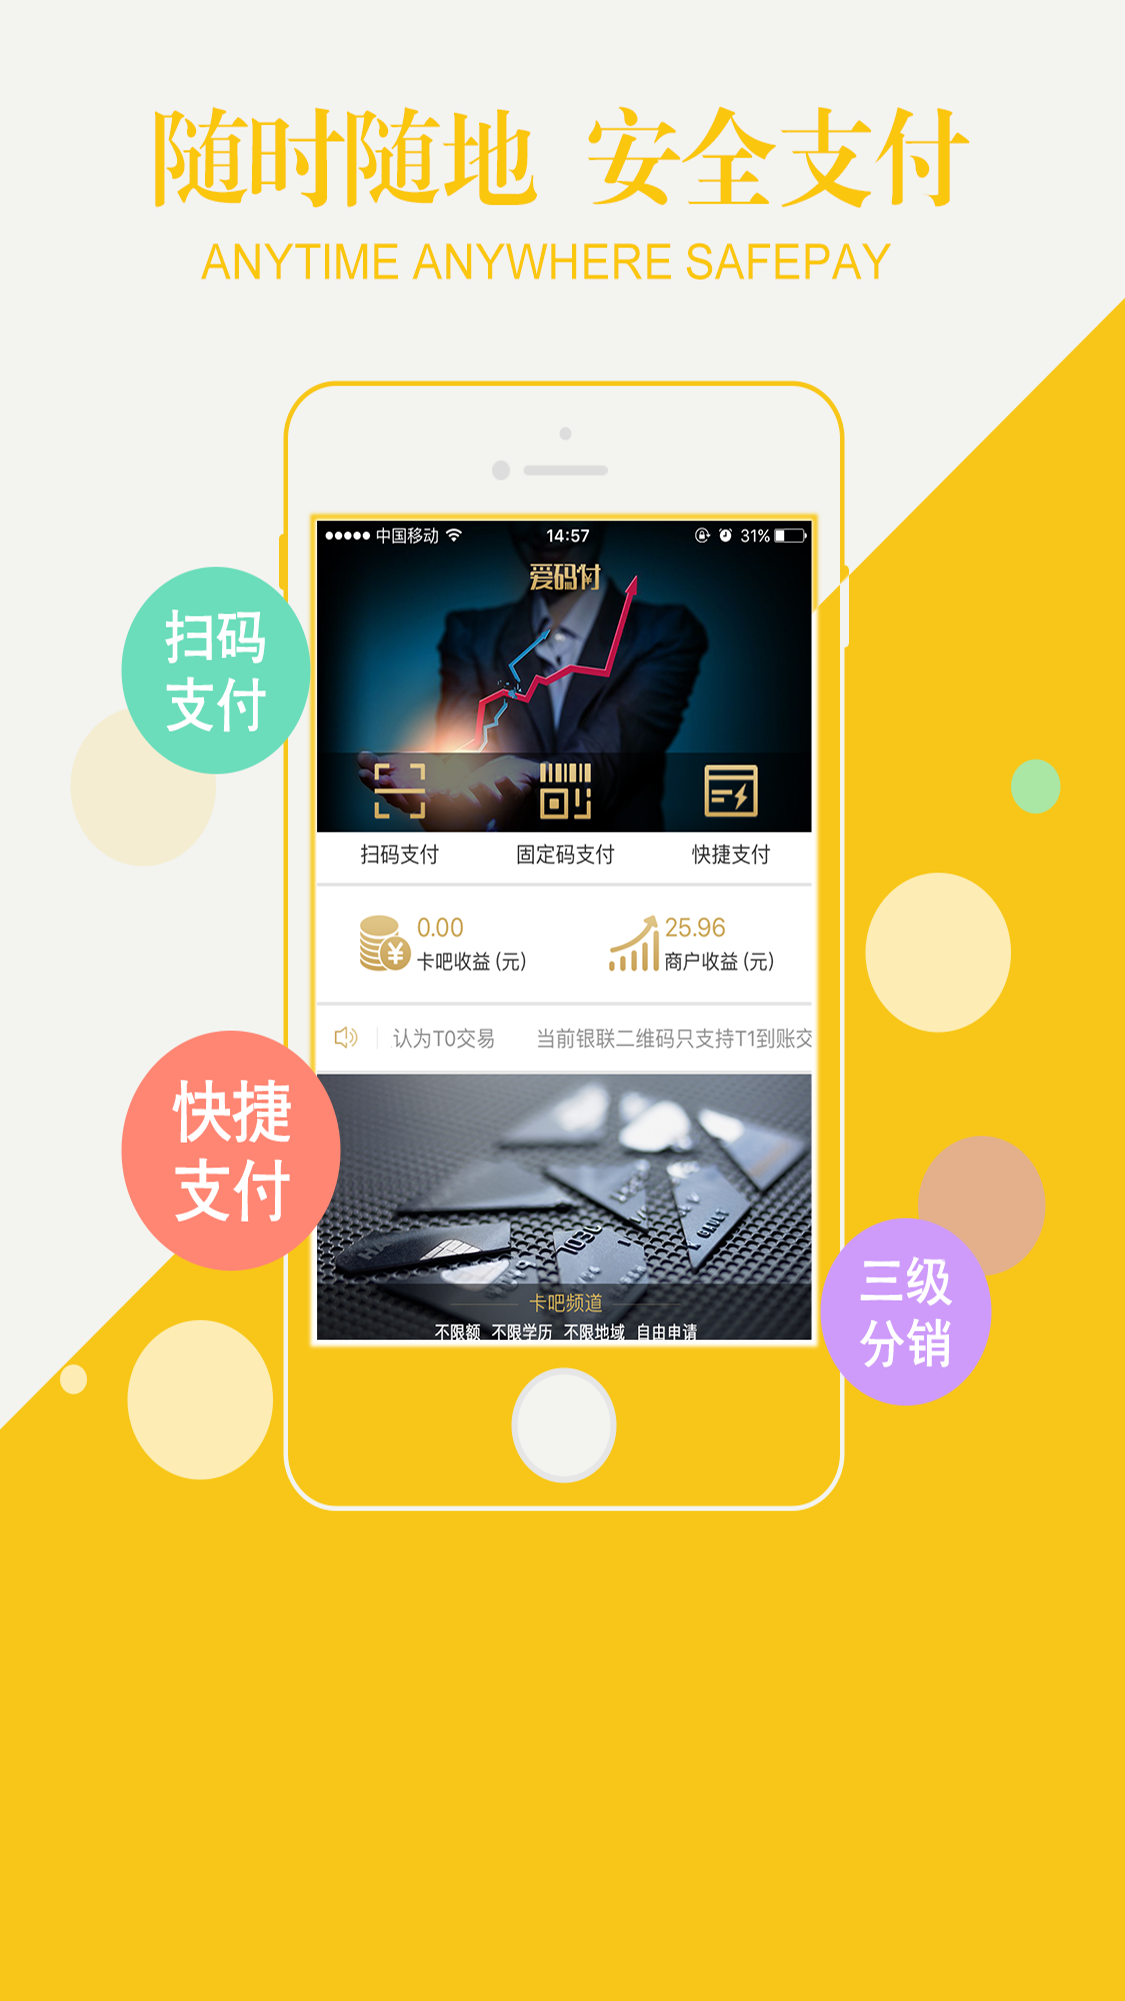 随时随地 安全支付
ANYTIME ANYWHERE SAFEPAY
中国移动 14:57 31%
爱码付
扫码
支付
扫码支付 固定码支付 快捷支付
0.00 25.96
卡吧收益 (元) 商户收益 (元)
认为T0交易 当前银联二维码只支持T1到账交
快捷
支付
三级
分销
卡吧频道
不限额 不限学历 不限地域 自由申请